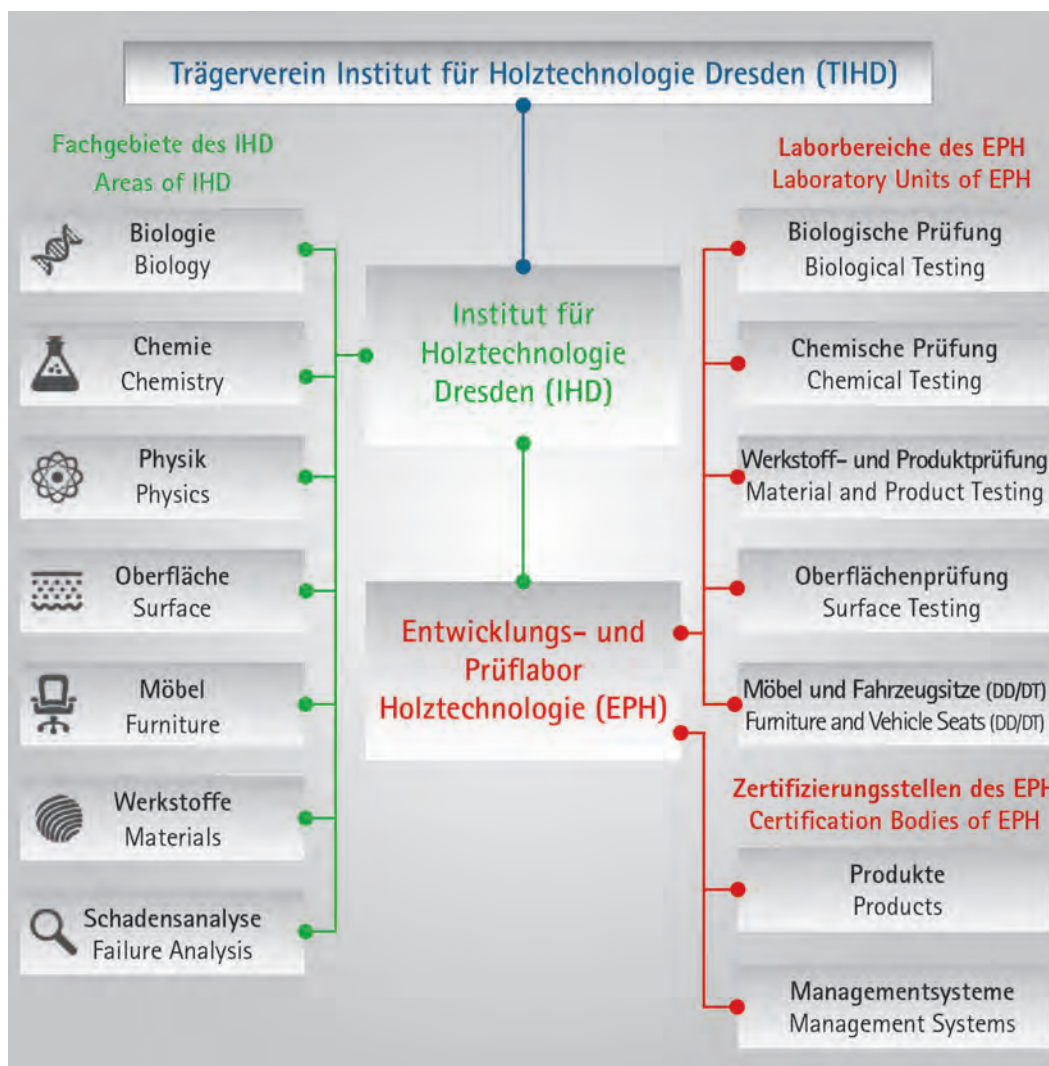 Trägerverein Institut für Holztechnologie Dresden (TIHD)
Fachgebiete des IHD
Areas of IHD
Biologie
Biology
Chemie
Chemistry
Physik
Physics
Oberfläche
Surface
Möbel
Furniture
Werkstoffe
Materials
Schadensanalyse
Failure Analysis
Institut für
Holztechnologie
Dresden (IHD)
Entwicklungs- und
Prüflabor
Holztechnologie (EPH)
Laborbereiche des EPH
Laboratory Units of EPH
Biologische Prüfung
Biological Testing
Chemische Prüfung
Chemical Testing
Werkstoff- und Produktprüfung
Material and Product Testing
Oberflächenprüfung
Surface Testing
Möbel und Fahrzeugsitze (DD/DT)
Furniture and Vehicle Seats (DD/DT)
Zertifizierungsstellen des EPH
Certification Bodies of EPH
Produkte
Products
Managementsysteme
Management Systems